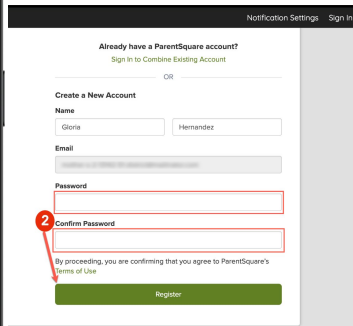 Notification Settings Sign In
Already have a ParentSquare account?
Sign In to Combine Existing Account
OR
Create a New Account
Name
Gloria Hernandez
Email
Password
2
Confirm Password
By proceeding, you are confirming that you agree to ParentSquare's
Terms of Use
Register